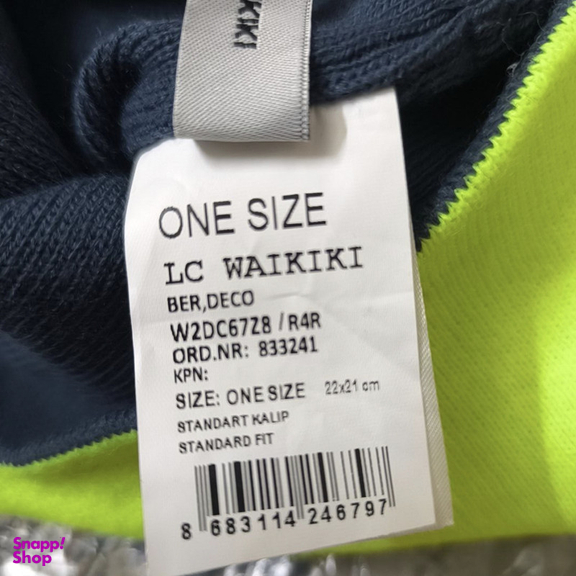 KIKI
ONE SIZE
LC WAIKIKI
BER,DECO
W2DC67Z8 / R4R
ORD.NR: 833241
KPN:
SIZE: ONE SIZE 22x21 cm
STANDART KALIP
STANDARD FIT
8 683114 246797
Snapp!
Shop